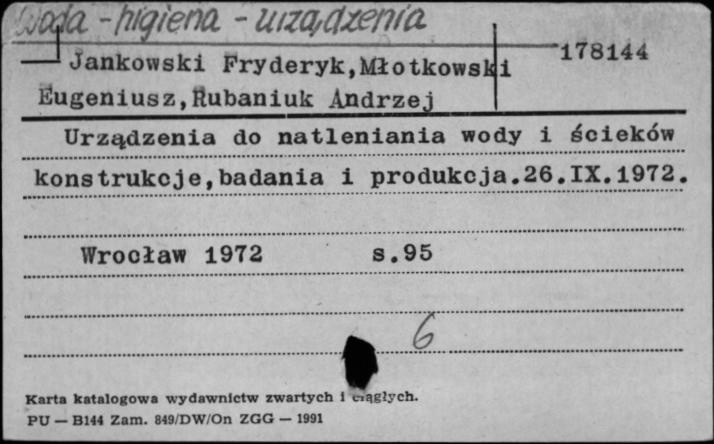 Woda - higiena - urządzenia
178144
Jankowski Fryderyk,Młotkowski
Eugeniusz,Rubaniuk Andrzej
Urządzenia do natleniania wody i ścieków
konstrukcje,badania i produkcja.26.IX.1972.
Wrocław 1972 s.95
6
Karta katalogowa wydawnictw zwartych i ciągłych.
PU — B144 Zam. 849/DW/On ZGG — 1991